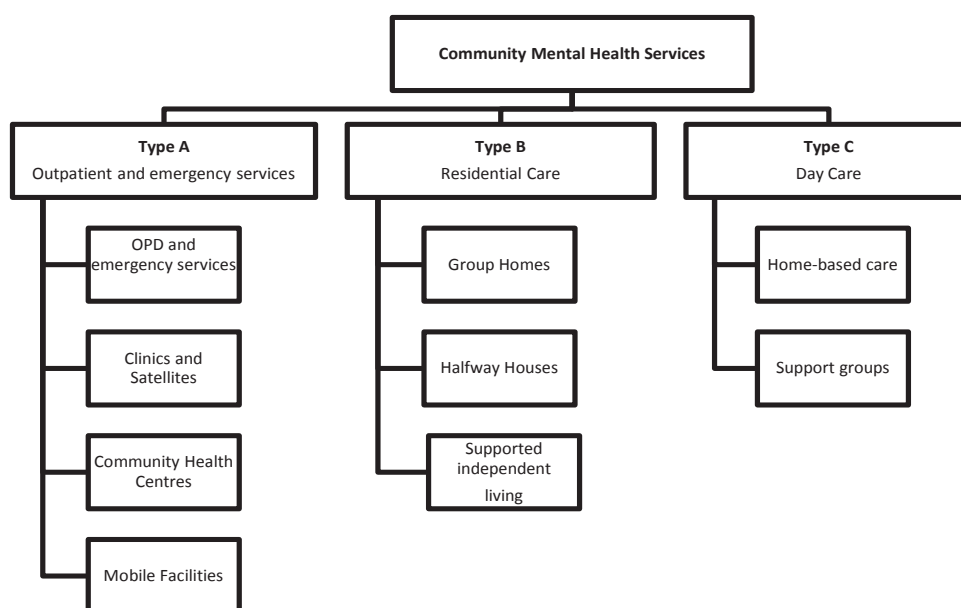 Community Mental Health Services
Type A
Outpatient and emergency services
Type B
Residential Care
Type C
Day Care
OPD and
emergency services
Clinics and
Satellites
Community Health
Centres
Mobile Facilities
Group Homes
Halfway Houses
Supported
independent
living
Home-based care
Support groups